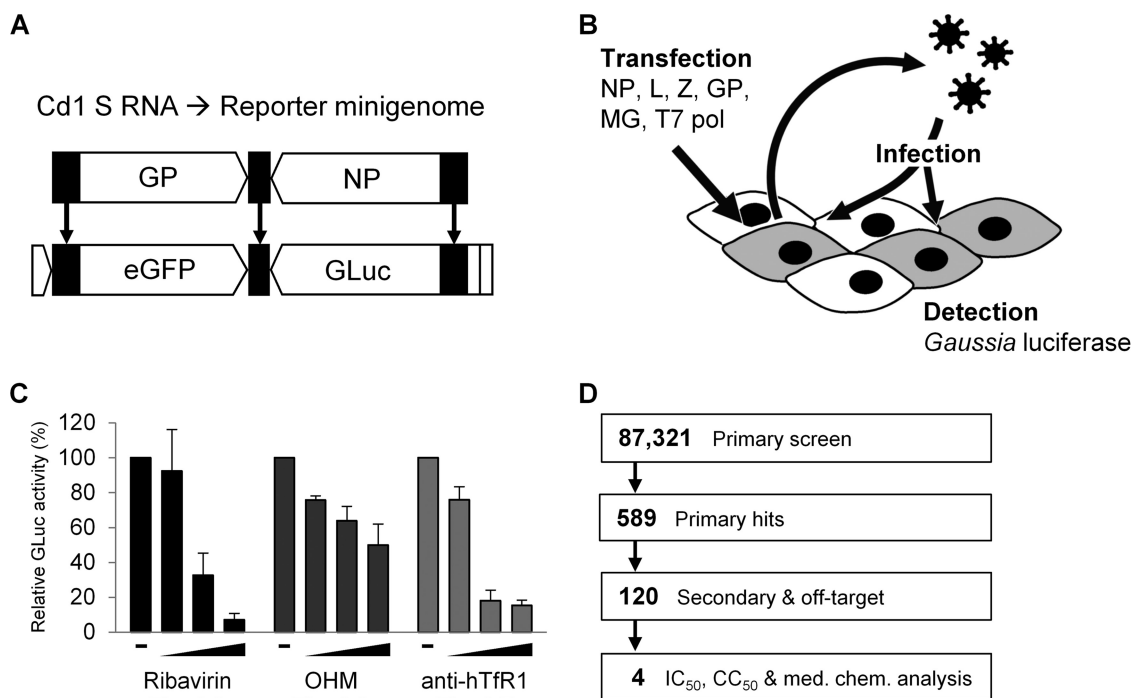 A
Cd1 S RNA → Reporter minigenome
GP
NP
eGFP
GLuc
B
Transfection
NP, L, Z, GP,
MG, T7 pol
Infection
Detection
Gaussia luciferase
C
Relative GLuc activity (%)
120
100
80
60
40
20
0
-
-
-
Ribavirin
OHM
anti-hTfR1
D
87,321 Primary screen
589 Primary hits
120 Secondary & off-target
4 IC50, CC50 & med. chem. analysis